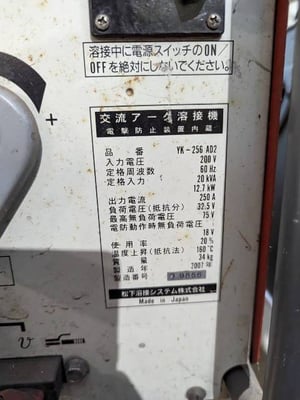 溶接中に電源スイッチのON/
OFFを絶対にしないでください。
+
交流アーク溶接機
電撃防止装置内蔵
品番 YK-256 AD2
入力電圧 200 V
定格周波数 60 Hz
定格入力 20 kVA
12.7 kW
出力電流 250 A
負荷電圧(抵抗分) 32.5 V
最高無負荷電圧 75 V
電防動作時無負荷電圧
18 V
使用率 20 %
温度上昇(抵抗法) 160 ℃
質量 34 kg
製造年 2007 年
製造番号
松下溶接システム株式会社
Made in Japan